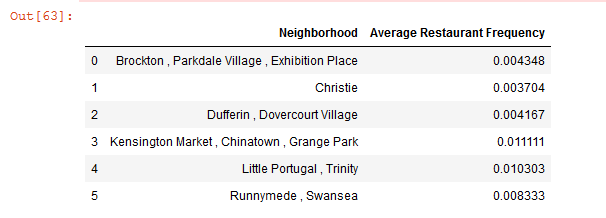 Out[63]:
Neighborhood Average Restaurant Frequency
0 Brockton , Parkdale Village , Exhibition Place 0.004348
1 Christie 0.003704
2 Dufferin , Dovercourt Village 0.004167
3 Kensington Market , Chinatown , Grange Park 0.011111
4 Little Portugal , Trinity 0.010303
5 Runnymede , Swansea 0.008333